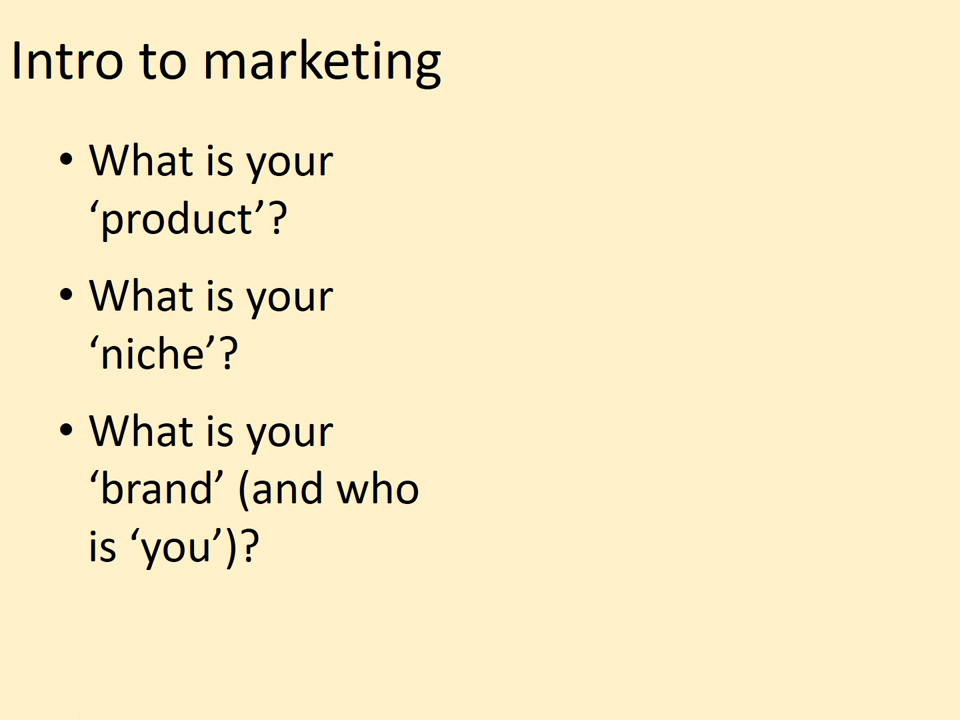 Intro to marketing
• What is your
‘product’?
• What is your
‘niche’?
• What is your
‘brand’ (and who
is ‘you’)?